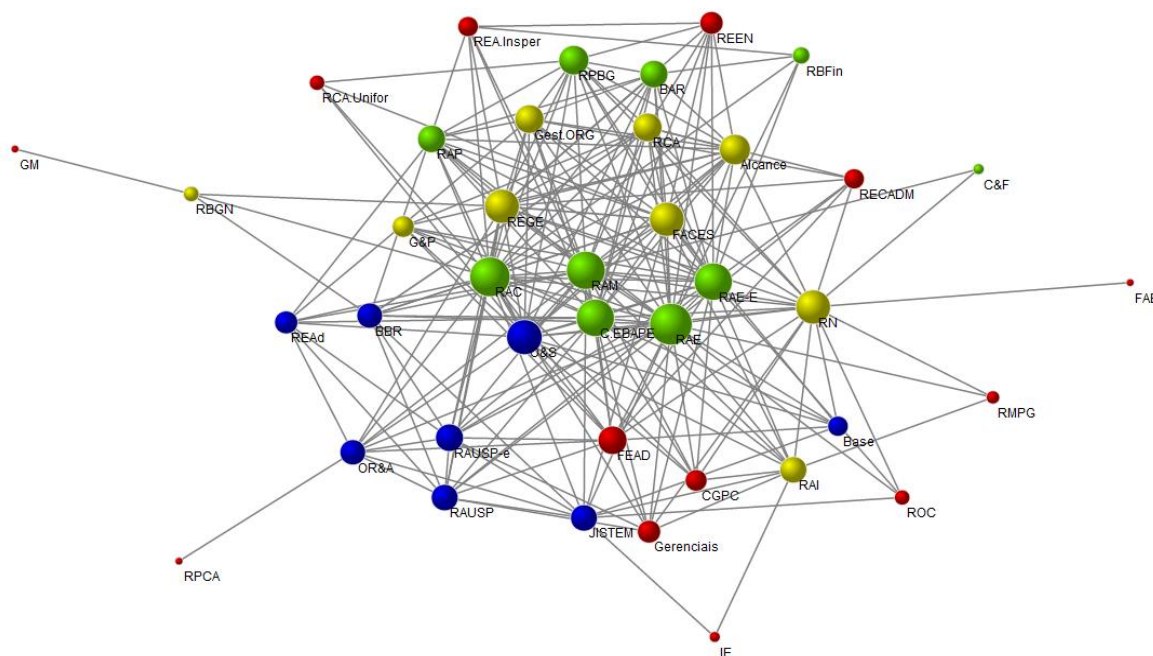 REA.Insper
REEN
RBFin
RPBG
BAR
RCA.Unifor
Gest.ORG
RCA
RAP
Alcance
GM
C&F
RECADM
RBGN
REGE
FACES
G&P
RAC
RAM
RAE-E
FAE
RN
C.EBAPE
RAE
REAd
BBR
O&S
RMPG
Base
FEAD
RAUSP-e
OR&A
RAI
CGPC
ROC
RAUSP
JISTEM
Gerenciais
RPCA